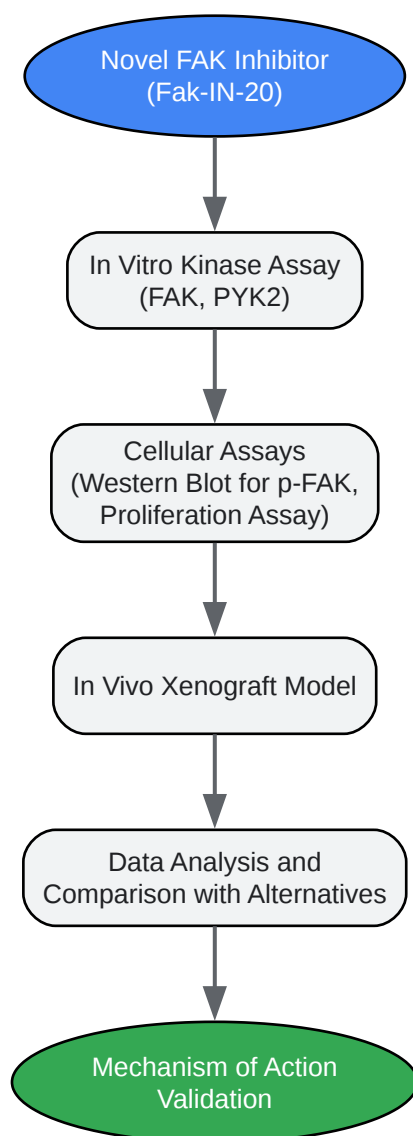 Novel FAK Inhibitor
(Fak-IN-20)
In Vitro Kinase Assay
(FAK, PYK2)
Cellular Assays
(Western Blot for p-FAK,
Proliferation Assay)
In Vivo Xenograft Model
Data Analysis and
Comparison with Alternatives
Mechanism of Action
Validation